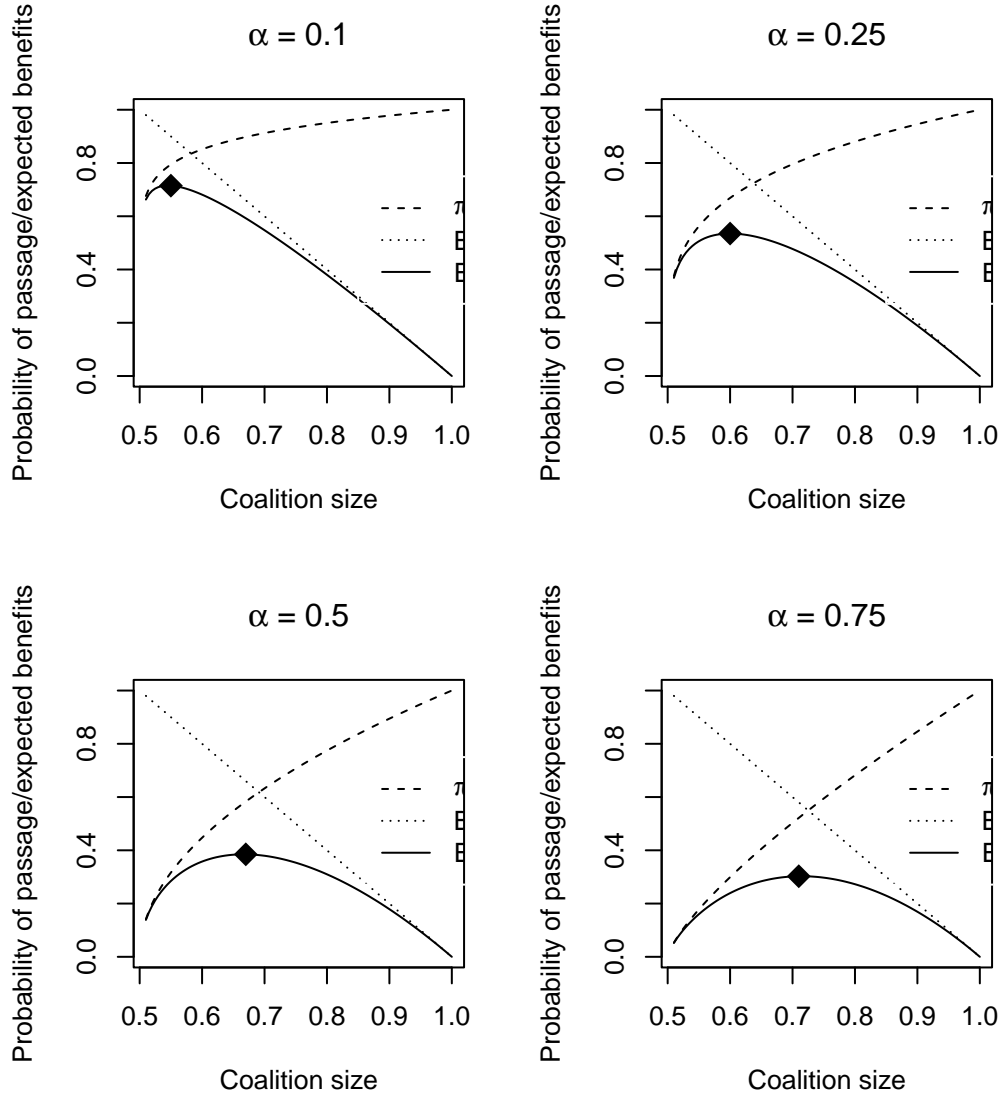 α = 0.1
Probability of passage/expected benefits
0.0
0.4
0.8
0.5 0.6 0.7 0.8 0.9 1.0
Coalition size
π
α = 0.25
Probability of passage/expected benefits
0.0
0.4
0.8
0.5 0.6 0.7 0.8 0.9 1.0
Coalition size
π
α = 0.5
Probability of passage/expected benefits
0.0
0.4
0.8
0.5 0.6 0.7 0.8 0.9 1.0
Coalition size
π
α = 0.75
Probability of passage/expected benefits
0.0
0.4
0.8
0.5 0.6 0.7 0.8 0.9 1.0
Coalition size
π